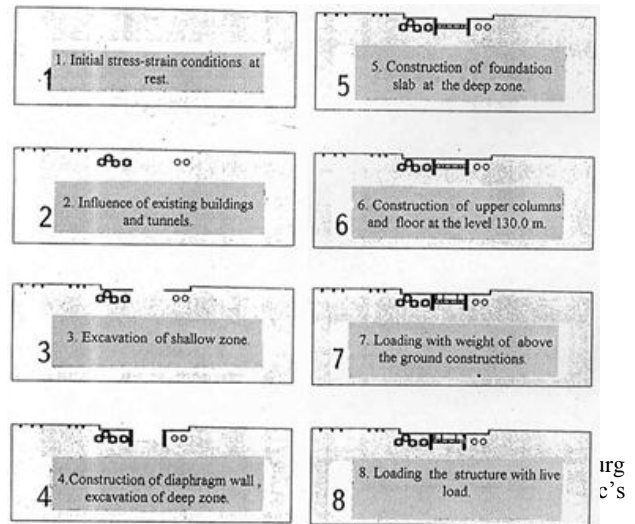 1
1. Initial stress-strain conditions at
rest.
2
2. Influence of existing buildings
and tunnels.
3
3. Excavation of shallow zone.
4
4.Construction of diaphragm wall ,
excavation of deep zone.
5
5. Construction of foundation
slab at the deep zone.
6
6. Construction of upper columns
and floor at the level 130.0 m.
7
7. Loading with weight of above
the ground constructions.
8
8. Loading the structure with live
load.
urg
c's